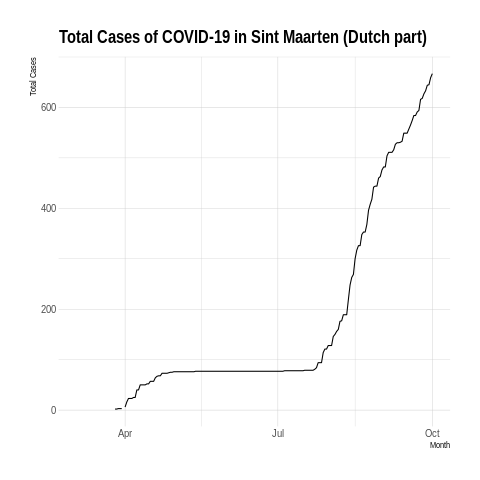 Total Cases of COVID-19 in Sint Maarten (Dutch part)
Total Cases
600
400
200
0
Apr
Jul
Oct
Month